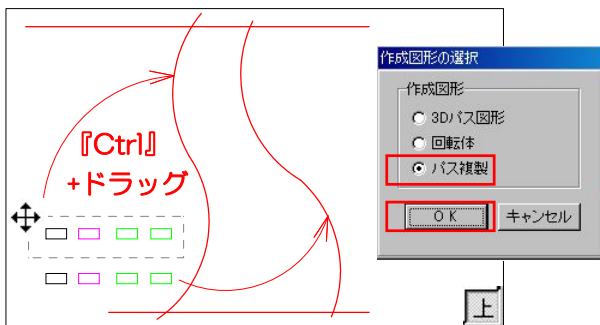 『Ctrl』
+ドラッグ
上
作成図形の選択
作成図形
3Dパス図形
回転体
パス複製
OK
キャンセル